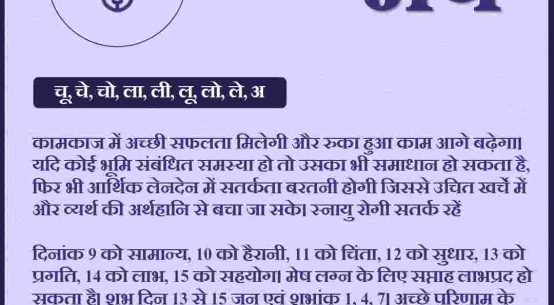 चू, चे, चो, ला, ली, लू, लो, ले, अ
कामकाज में अच्छी सफलता मिलेगी और रुका हुआ काम आगे बढ़ेगा।
यदि कोई भूमि संबंधित समस्या हो तो उसका भी समाधान हो सकता है,
फिर भी आर्थिक लेनदेन में सतर्कता बरतनी होगी जिससे उचित खर्चे में
और व्यर्थ की अर्थहानि से बचा जा सके। स्नायु रोगी सतर्क रहें
दिनांक 9 को सामान्य, 10 को हैरानी, 11 को चिंता, 12 को सुधार, 13 को
प्रगति, 14 को लाभ, 15 को सहयोग। मेष लग्न के लिए सप्ताह लाभप्रद हो
सकता है। शुभ दिन 13 से 15 जून एवं शुभांक 1, 4, 7। अच्छे परिणाम के